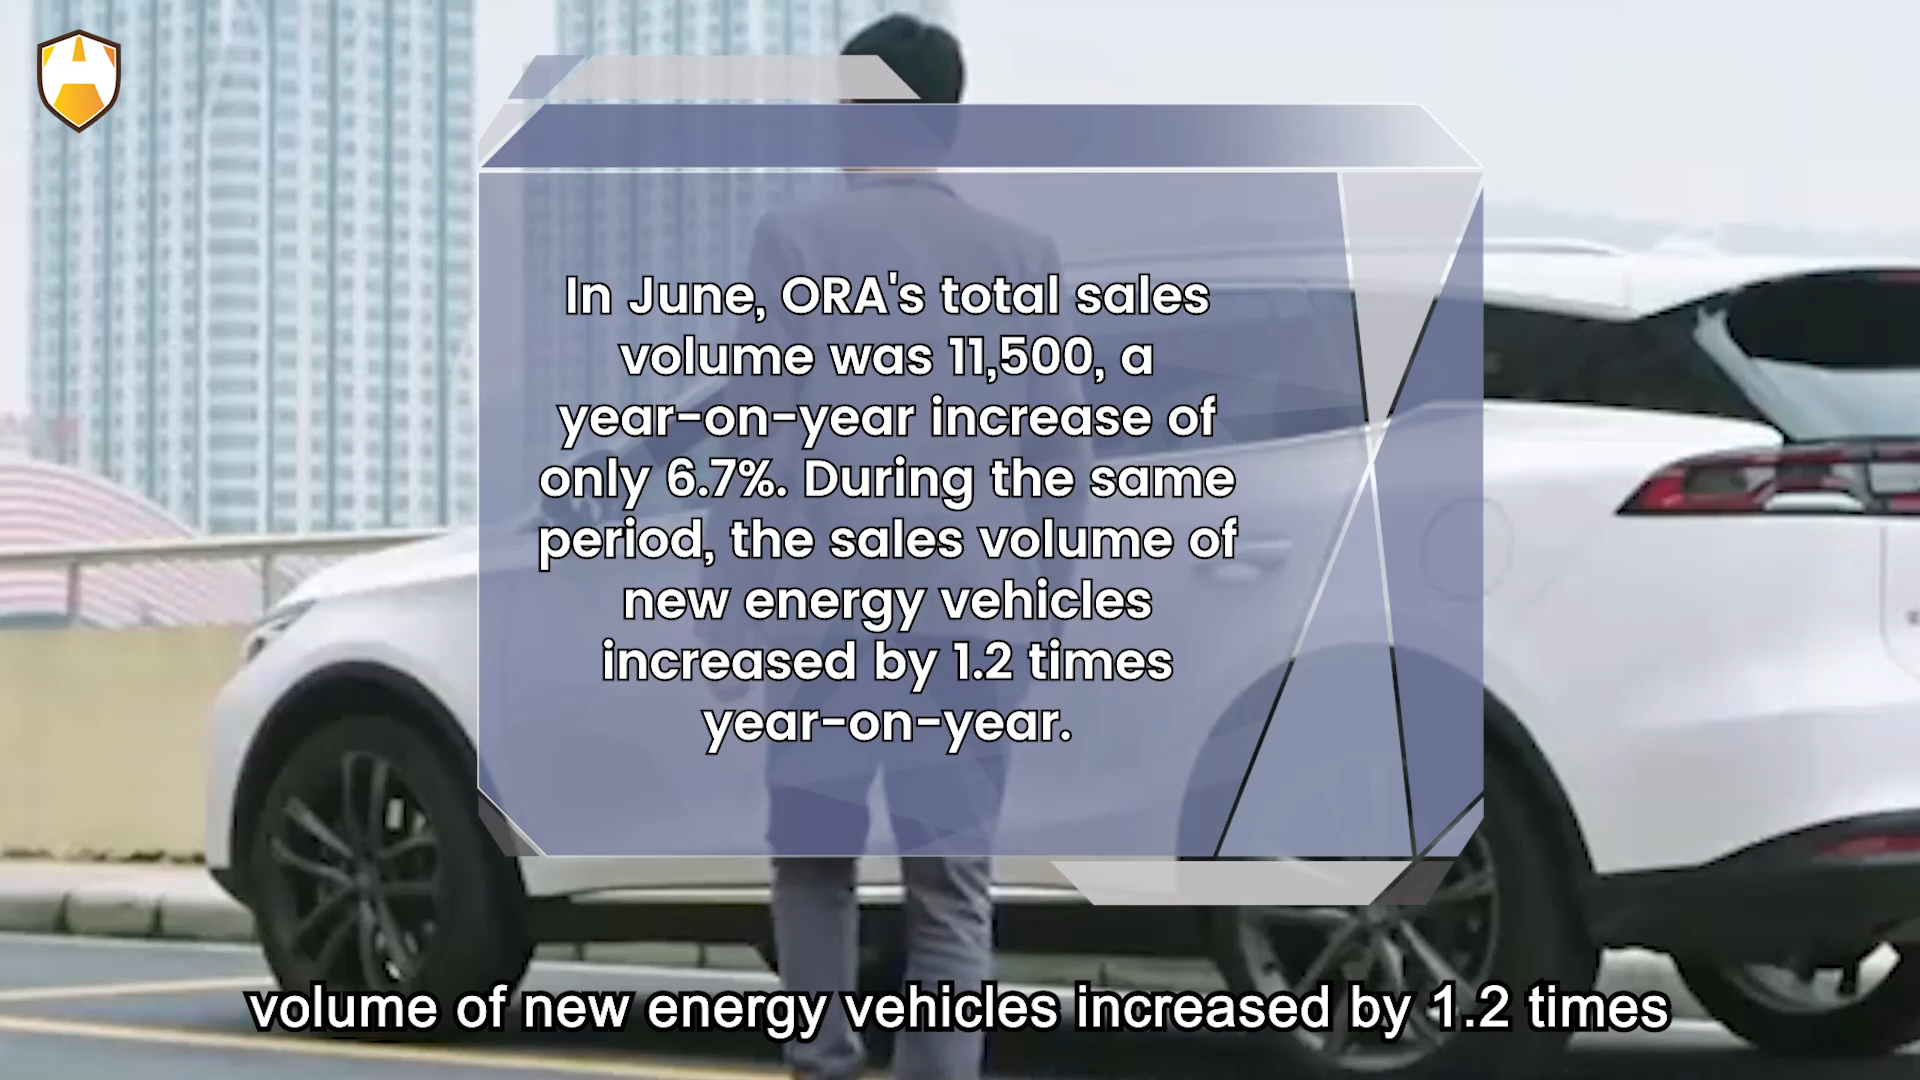 In June, ORA's total sales
volume was 11,500, a
year-on-year increase of
only 6.7%. During the same
period, the sales volume of
new energy vehicles
increased by 1.2 times
year-on-year.
volume of new energy vehicles increased by 1.2 times